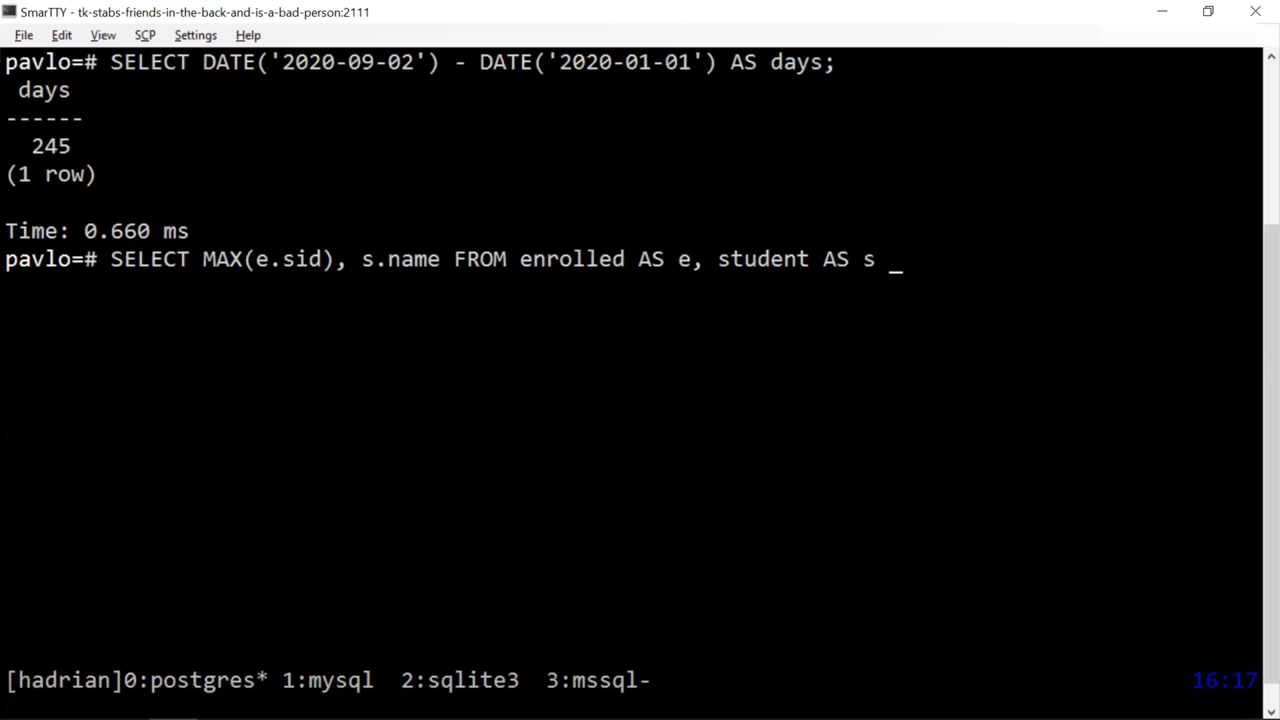 SmarTTY - tk-stabs-friends-in-the-back-and-is-a-bad-person:2111
File Edit View SCP Settings Help
pavlo=# SELECT DATE('2020-09-02') - DATE('2020-01-01') AS days;
days
------
245
(1 row)
Time: 0.660 ms
pavlo=# SELECT MAX(e.sid), s.name FROM enrolled AS e, student AS s _
[hadrian]0:postgres* 1:mysql 2:sqlite3 3:mssql- 16:17